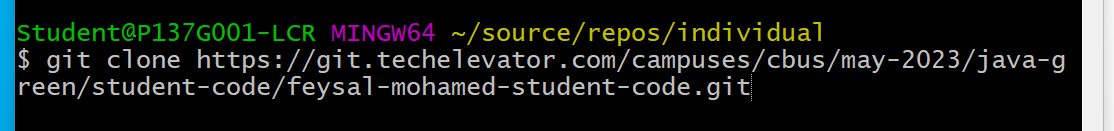 Student@P137G001-LCR MINGW64 ~/source/repos/individual
$ git clone https://git.techelevator.com/campuses/cbus/may-2023/java-g
reen/student-code/feysal-mohamed-student-code.git